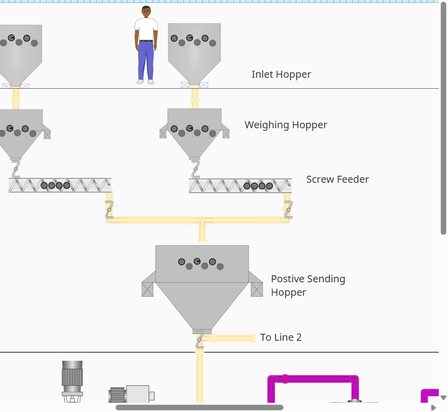 Inlet Hopper
Weighing Hopper
Screw Feeder
Postive Sending
Hopper
To Line 2